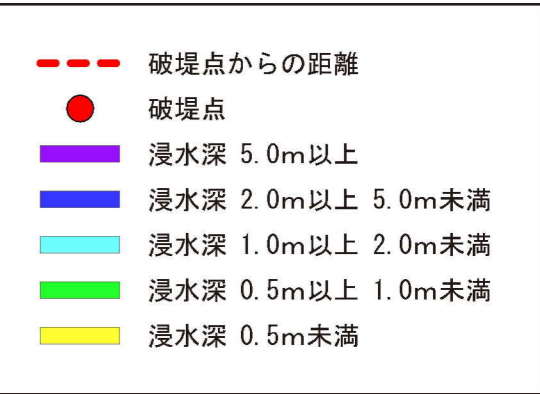 破堤点からの距離
破堤点
浸水深 5.0m以上
浸水深 2.0m以上 5.0m未満
浸水深 1.0m以上 2.0m未満
浸水深 0.5m以上 1.0m未満
浸水深 0.5m未満